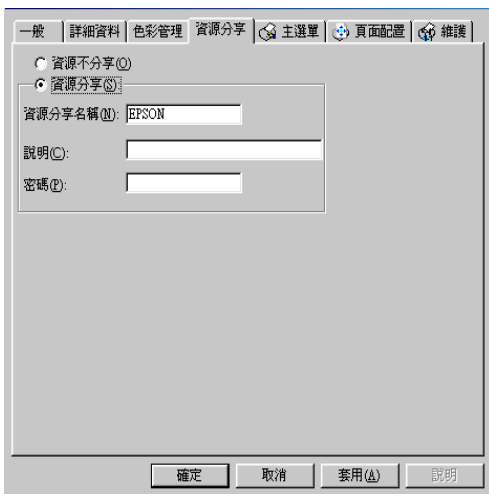 一般 詳細資料 色彩管理 資源分享 主選單 頁面配置 維護
資源不分享(O)
資源分享(S):
資源分享名稱(N): EPSON
說明(C):
密碼(P):
確定 取消 套用(A) 說明